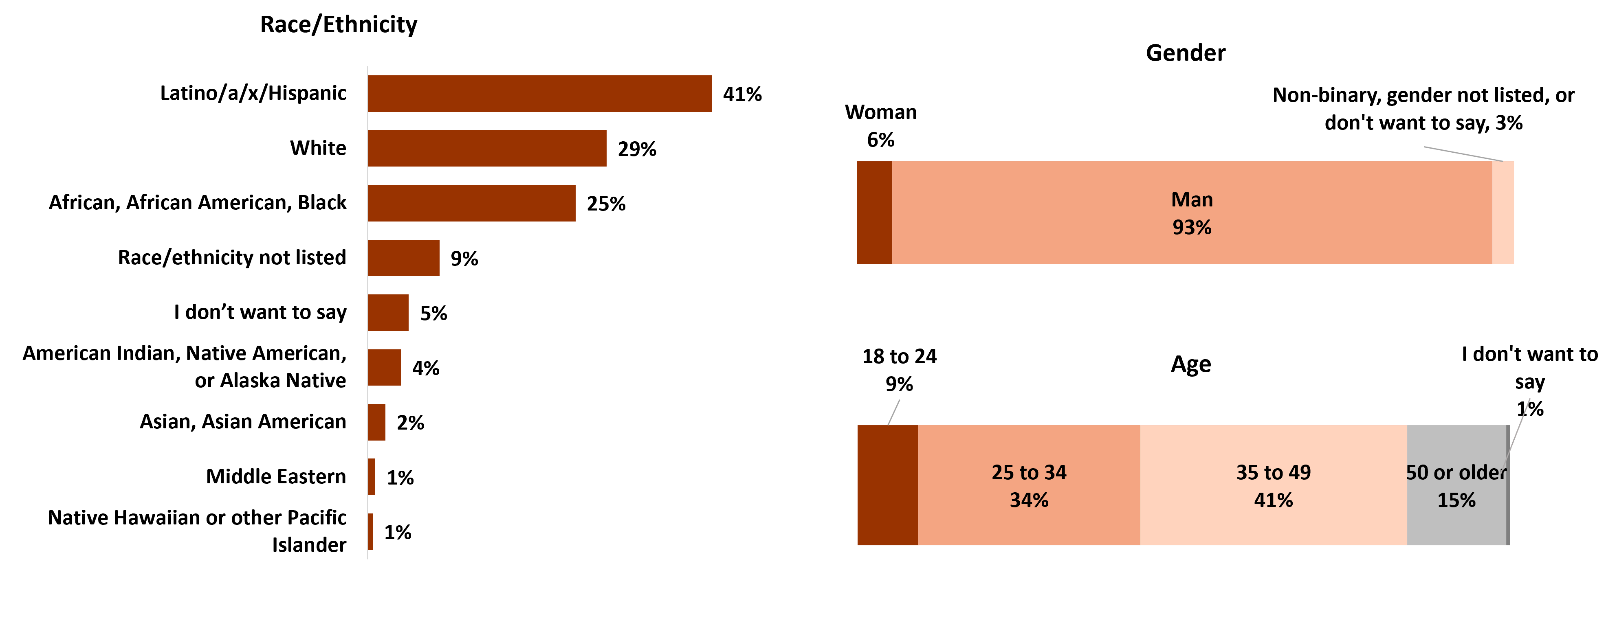 Race/Ethnicity
Latino/a/x/Hispanic
41%
White
29%
African, African American, Black
25%
Race/ethnicity not listed
9%
I don’t want to say
5%
American Indian, Native American,
or Alaska Native
4%
Asian, Asian American
2%
Middle Eastern
1%
Native Hawaiian or other Pacific
Islander
1%
Gender
Woman
6%
Man
93%
Non-binary, gender not listed, or
don't want to say, 3%
Age
18 to 24
9%
25 to 34
34%
35 to 49
41%
50 or older
15%
I don't want to
say
1%